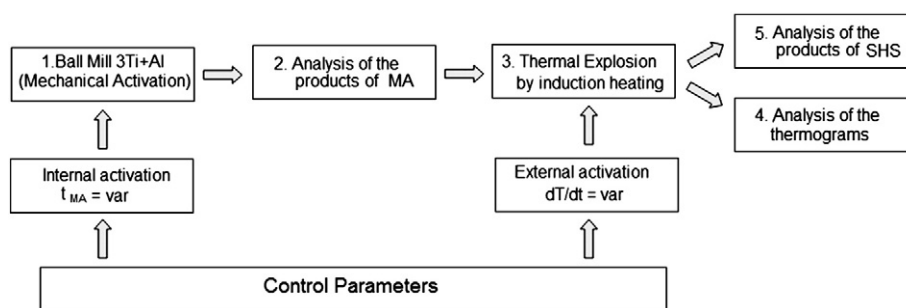 1.Ball Mill 3Ti+Al
(Mechanical Activation)
2. Analysis of the
products of MA
3. Thermal Explosion
by induction heating
5. Analysis of the
products of SHS
4. Analysis of the
thermograms
Internal activation
t MA = var
External activation
dT/dt = var
Control Parameters